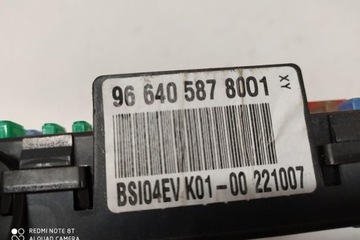 96 640 587 8001
XY
BSI04EV K01-00 221007
REDMI NOTE 8T
AI QUAD CAMERA